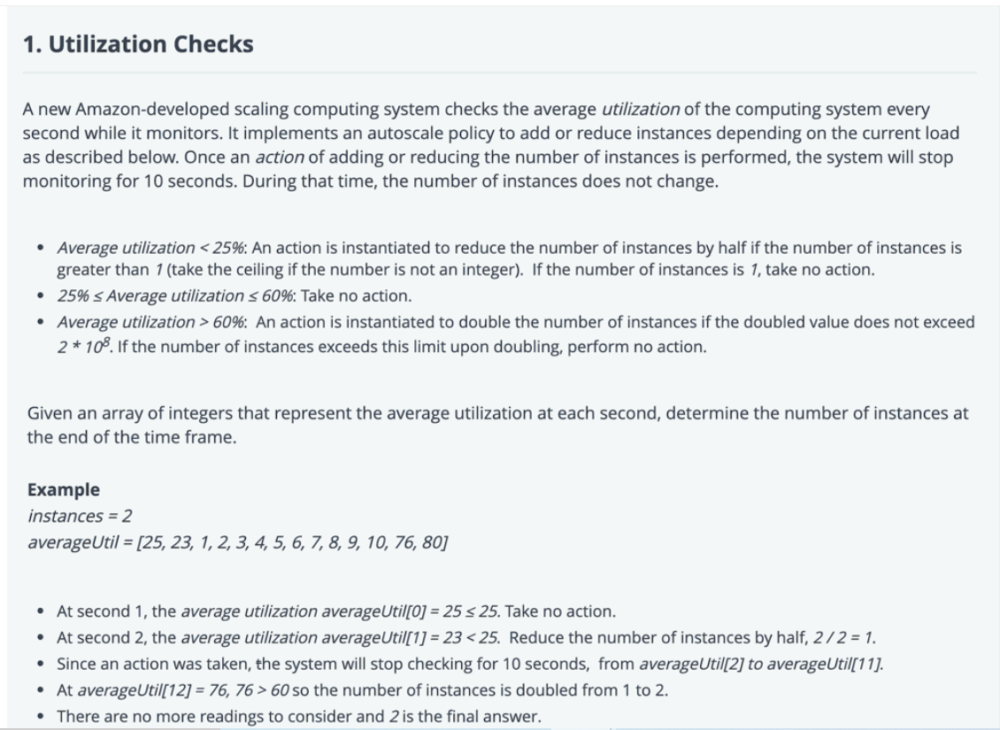 1. Utilization Checks
A new Amazon-developed scaling computing system checks the average utilization of the computing system every
second while it monitors. It implements an autoscale policy to add or reduce instances depending on the current load
as described below. Once an action of adding or reducing the number of instances is performed, the system will stop
monitoring for 10 seconds. During that time, the number of instances does not change.
• Average utilization < 25%: An action is instantiated to reduce the number of instances by half if the number of instances is
greater than 1 (take the ceiling if the number is not an integer). If the number of instances is 1, take no action.
• 25% ≤ Average utilization ≤ 60%: Take no action.
• Average utilization > 60%: An action is instantiated to double the number of instances if the doubled value does not exceed
2 * 10⁸. If the number of instances exceeds this limit upon doubling, perform no action.
Given an array of integers that represent the average utilization at each second, determine the number of instances at
the end of the time frame.
Example
instances = 2
averageUtil = [25, 23, 1, 2, 3, 4, 5, 6, 7, 8, 9, 10, 76, 80]
• At second 1, the average utilization averageUtil[0] = 25 ≤ 25. Take no action.
• At second 2, the average utilization averageUtil[1] = 23 < 25. Reduce the number of instances by half, 2 / 2 = 1.
• Since an action was taken, the system will stop checking for 10 seconds, from averageUtil[2] to averageUtil[11].
• At averageUtil[12] = 76, 76 > 60 so the number of instances is doubled from 1 to 2.
• There are no more readings to consider and 2 is the final answer.